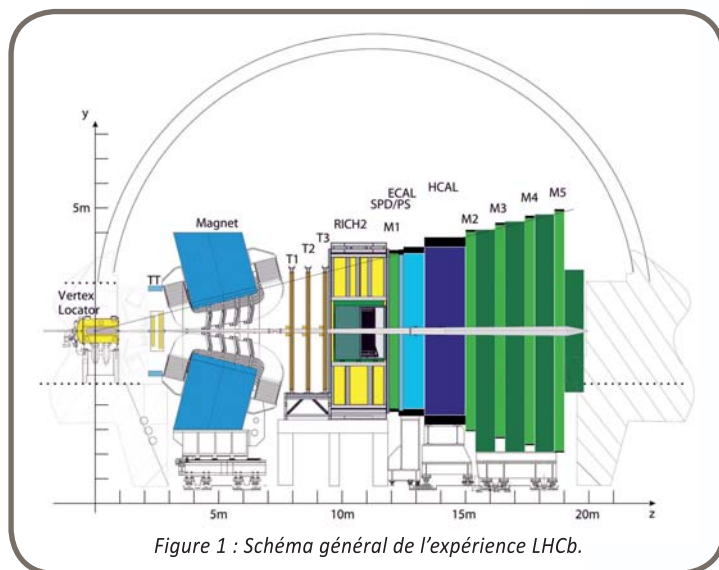 y
5m
Vertex
Locator
TT
Magnet
T1
T2
T3
RICH2
M1
SPD/PS
ECAL
HCAL
M2
M3
M4
M5
5m
10m
15m
20m
z
Figure 1 : Schéma général de l'expérience LHCb.